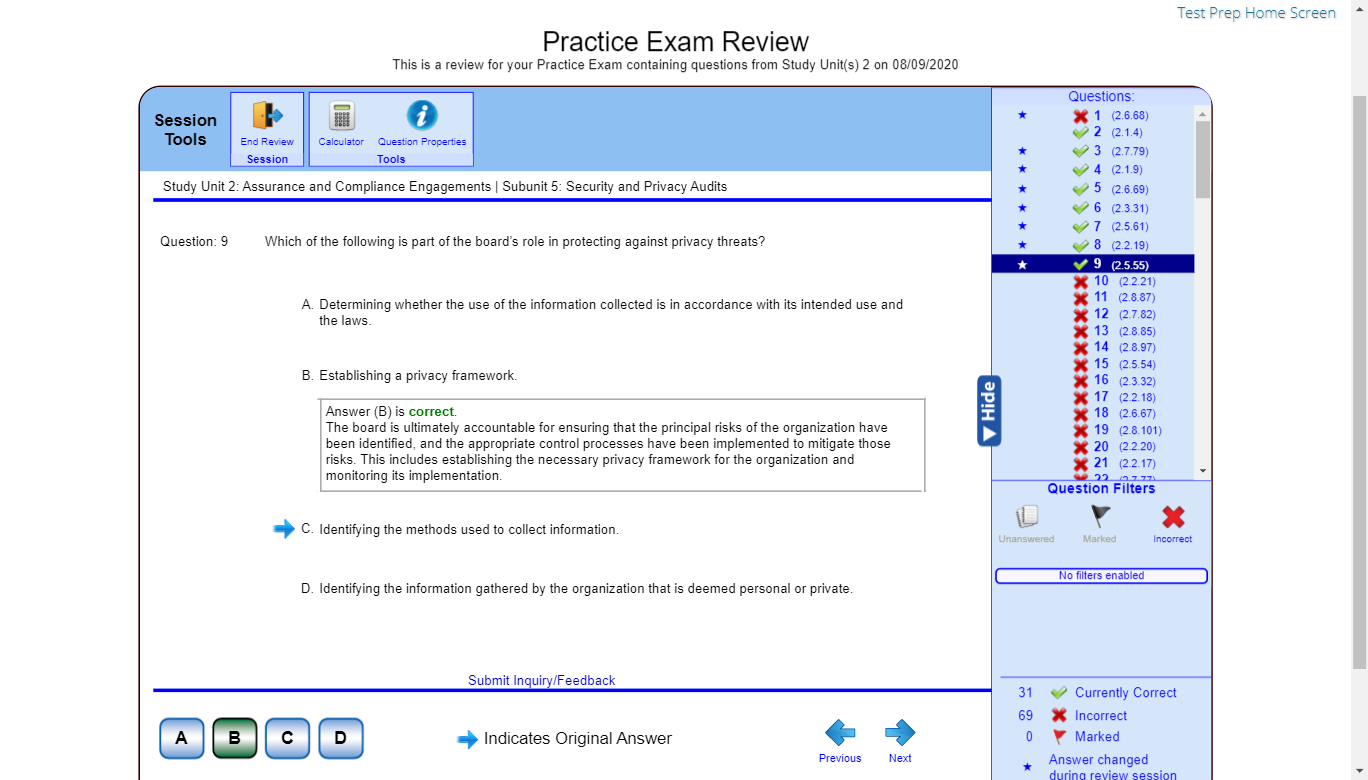 Test Prep Home Screen
Practice Exam Review
This is a review for your Practice Exam containing questions from Study Unit(s) 2 on 08/09/2020
Session
Tools
End Review
Session
Calculator
Question Properties
Tools
Study Unit 2: Assurance and Compliance Engagements | Subunit 5: Security and Privacy Audits
Question: 9
Which of the following is part of the board's role in protecting against privacy threats?
A. Determining whether the use of the information collected is in accordance with its intended use and
the laws.
B. Establishing a privacy framework.
Answer (B) is correct.
The board is ultimately accountable for ensuring that the principal risks of the organization have
been identified, and the appropriate control processes have been implemented to mitigate those
risks. This includes establishing the necessary privacy framework for the organization and
monitoring its implementation.
C. Identifying the methods used to collect information.
D. Identifying the information gathered by the organization that is deemed personal or private.
Submit Inquiry/Feedback
A B C D
Indicates Original Answer
Previous
Next
Questions:
1 (2.6.68)
2 (2.1.4)
3 (2.7.79)
4 (2.1.9)
5 (2.6.69)
6 (2.3.31)
7 (2.5.61)
8 (2.2.19)
9 (2.5.55)
10 (2.2.21)
11 (2.8.87)
12 (2.7.82)
13 (2.8.85)
14 (2.8.97)
15 (2.5.54)
16 (2.3.32)
17 (2.2.18)
18 (2.6.67)
19 (2.8.101)
20 (2.2.20)
21 (2.2.17)
22 (2.7.77)
Hide
Question Filters
Unanswered
Marked
Incorrect
No filters enabled
31 Currently Correct
69 Incorrect
0 Marked
Answer changed
during review session